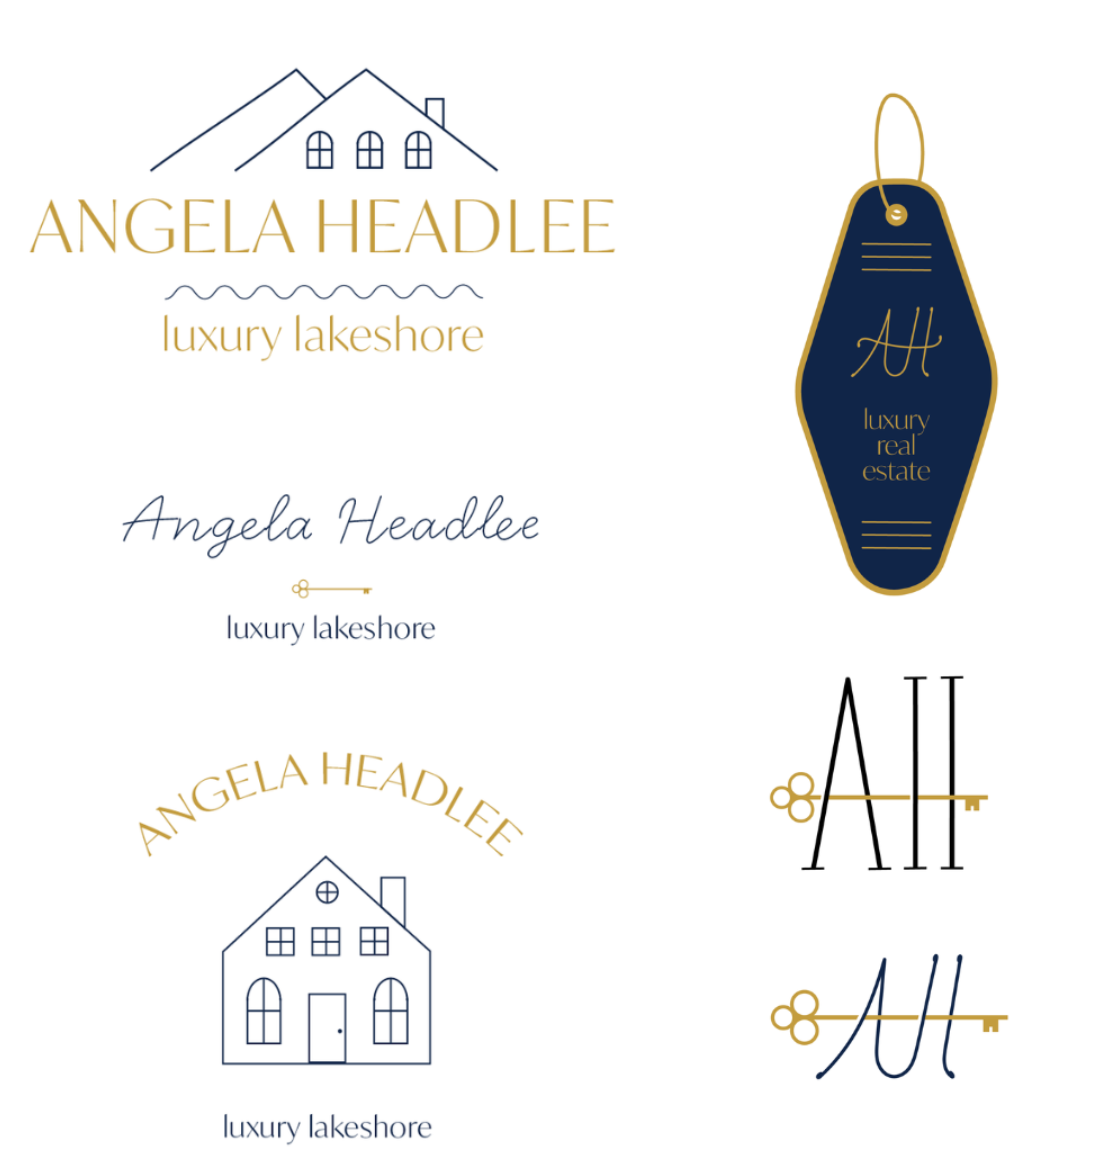 ANGELA HEADLEE
luxury lakeshore
Angela Headlee
luxury lakeshore
ANGELA HEADLEE
luxury lakeshore
AH
luxury
real
estate
AH
AH